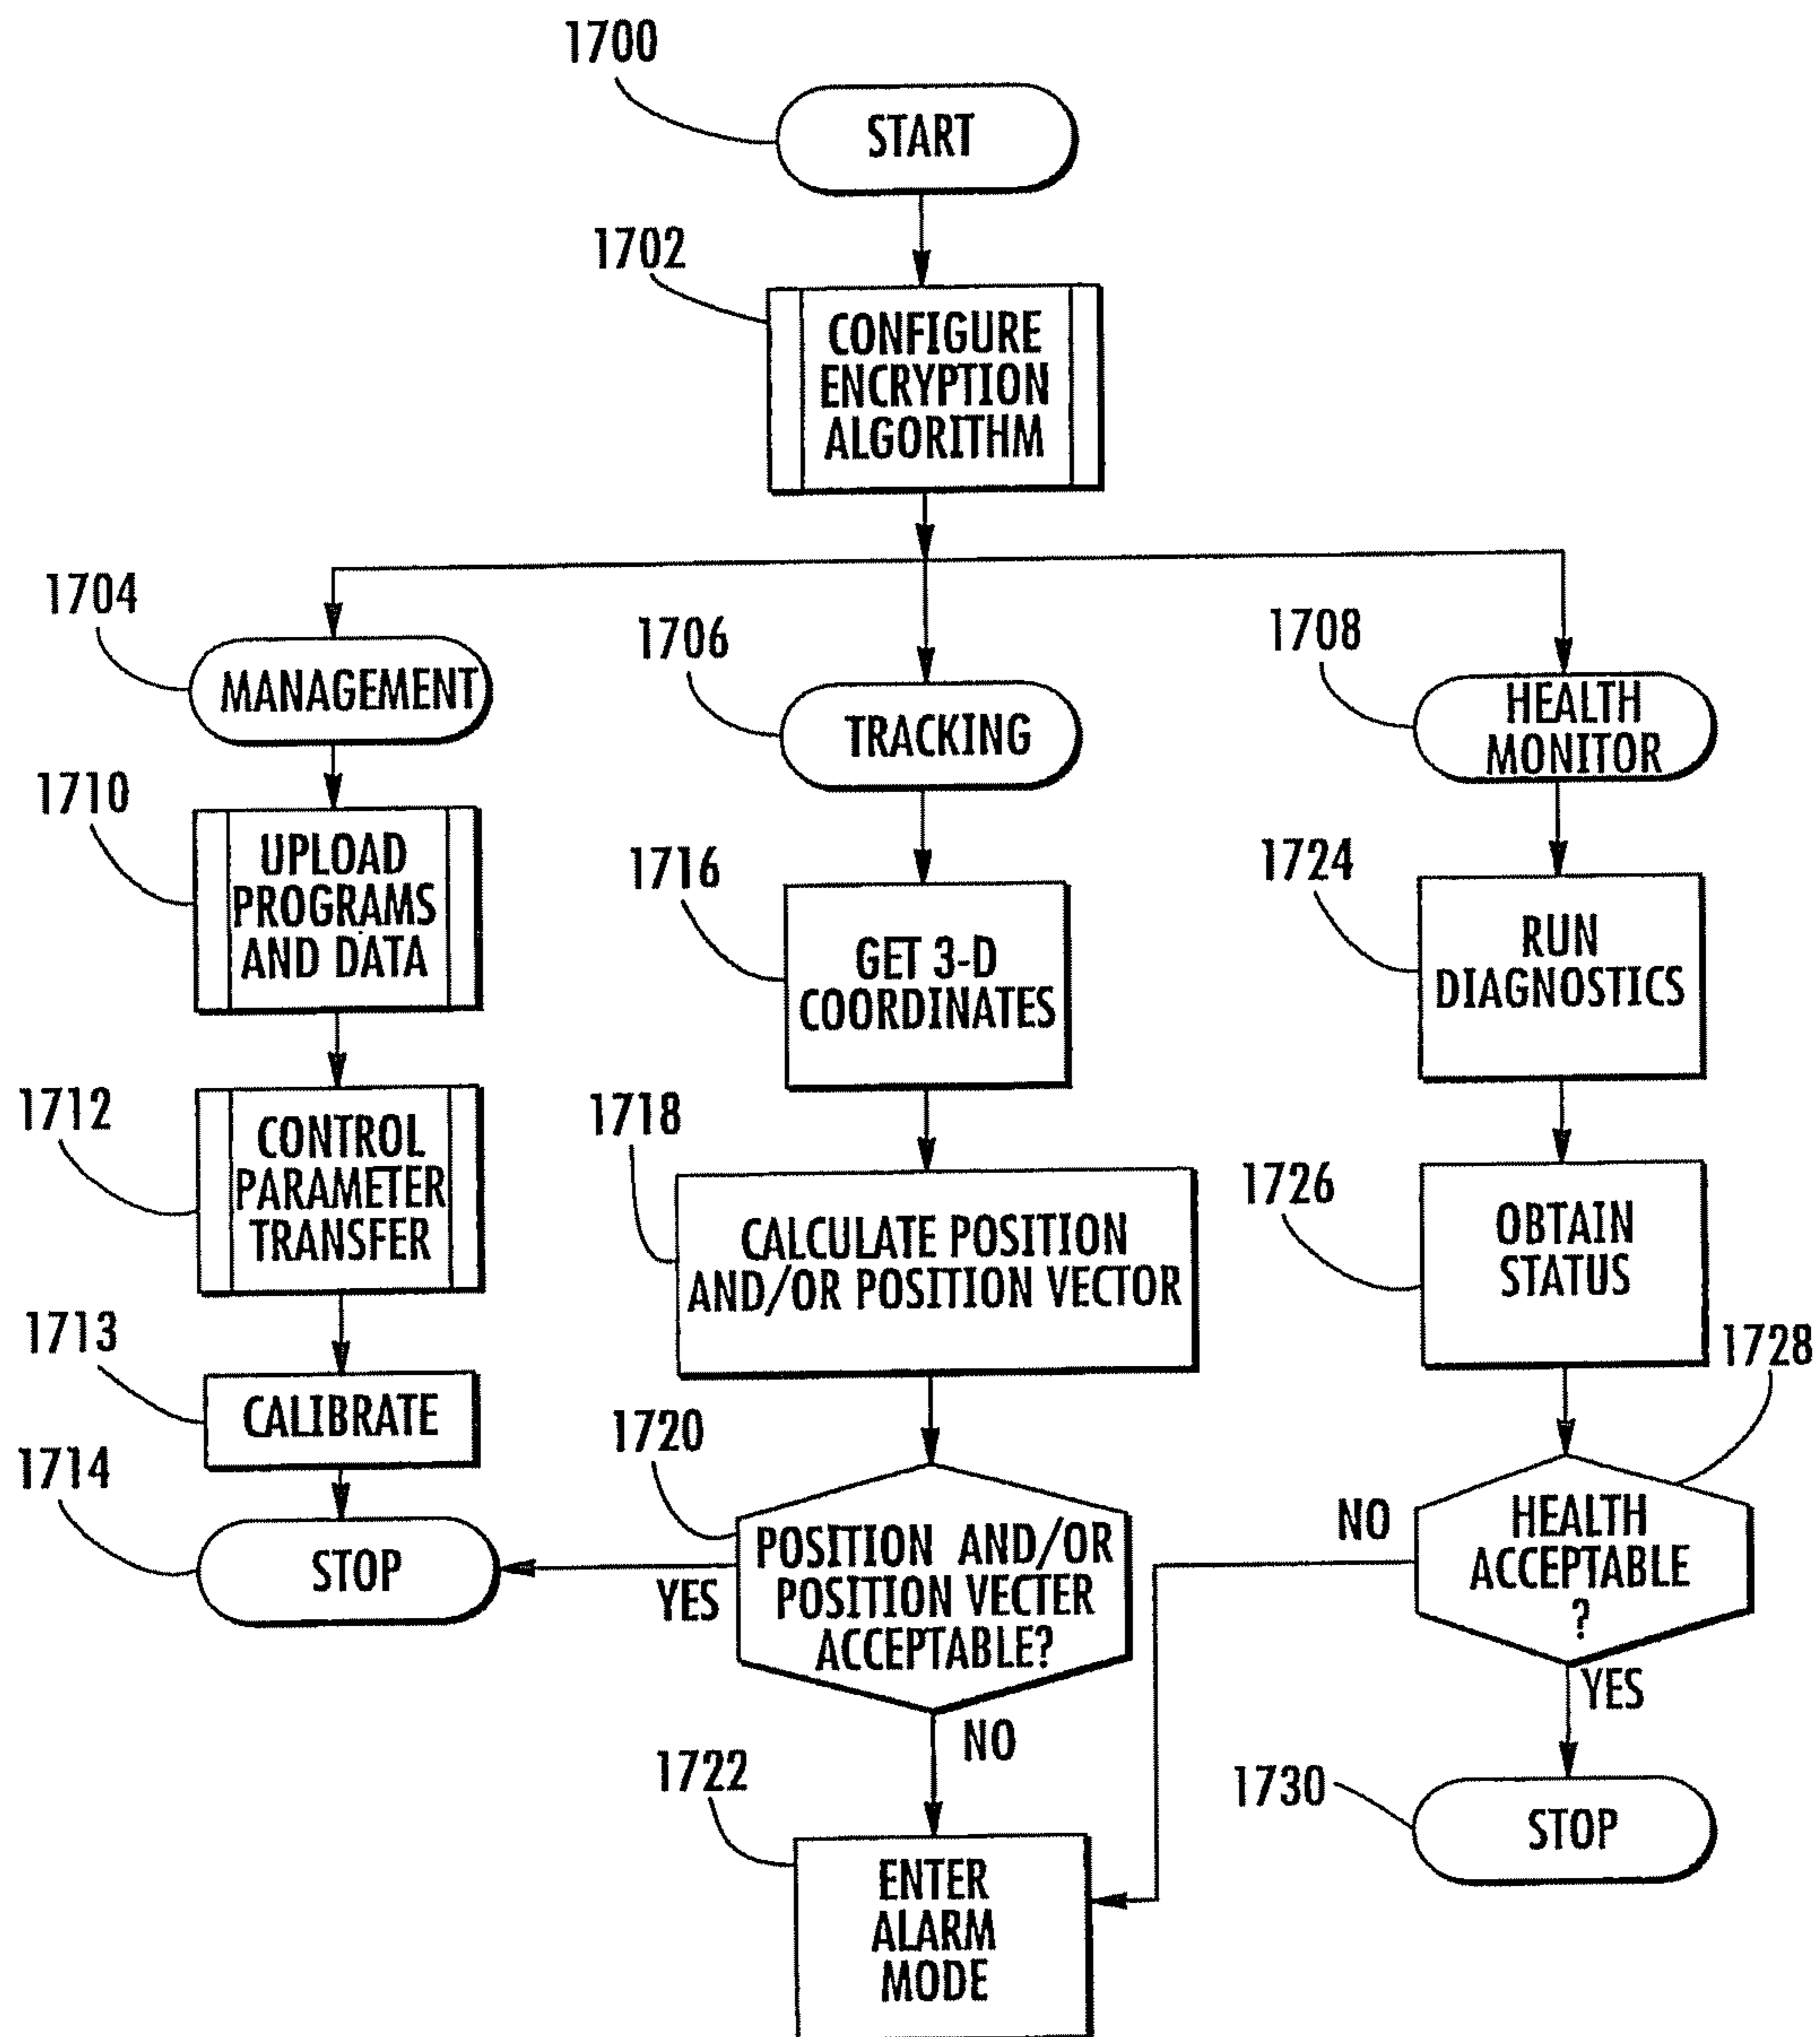 1700
START
1702
CONFIGURE
ENCRYPTION
ALGORITHM
1704
MANAGEMENT
1706
TRACKING
1708
HEALTH
MONITOR
1710
UPLOAD
PROGRAMS
AND DATA
1716
GET 3-D
COORDINATES
1724
RUN
DIAGNOSTICS
1712
CONTROL
PARAMETER
TRANSFER
1718
CALCULATE POSITION
AND/OR POSITION VECTOR
1726
OBTAIN
STATUS
1713
CALIBRATE
1714
STOP
1720
POSITION AND/OR
POSITION VECTER
ACCEPTABLE?
YES
NO
1728
HEALTH
ACCEPTABLE
?
NO
YES
1722
ENTER
ALARM
MODE
1730
STOP